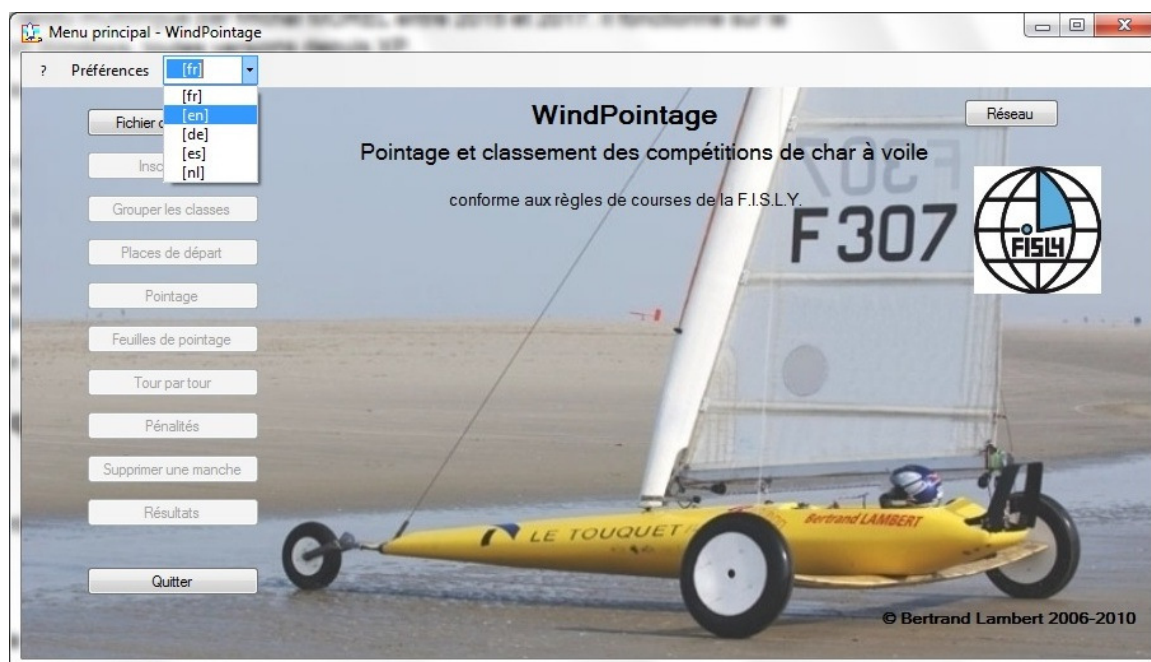 Menu principal - WindPointage
?
Préférences
[fr]
[fr]
[en]
[de]
[es]
[nl]
Fichier
Insc
Grouper les classes
Places de départ
Pointage
Feuilles de pointage
Tour par tour
Pénalités
Supprimer une manche
Résultats
Quitter
WindPointage
Pointage et classement des compétitions de char à voile
conforme aux règles de courses de la F.I.S.L.Y.
Réseau
F307
F 307
FISLY
LE TOUQUET
Bertrand LAMBERT
© Bertrand Lambert 2006-2010